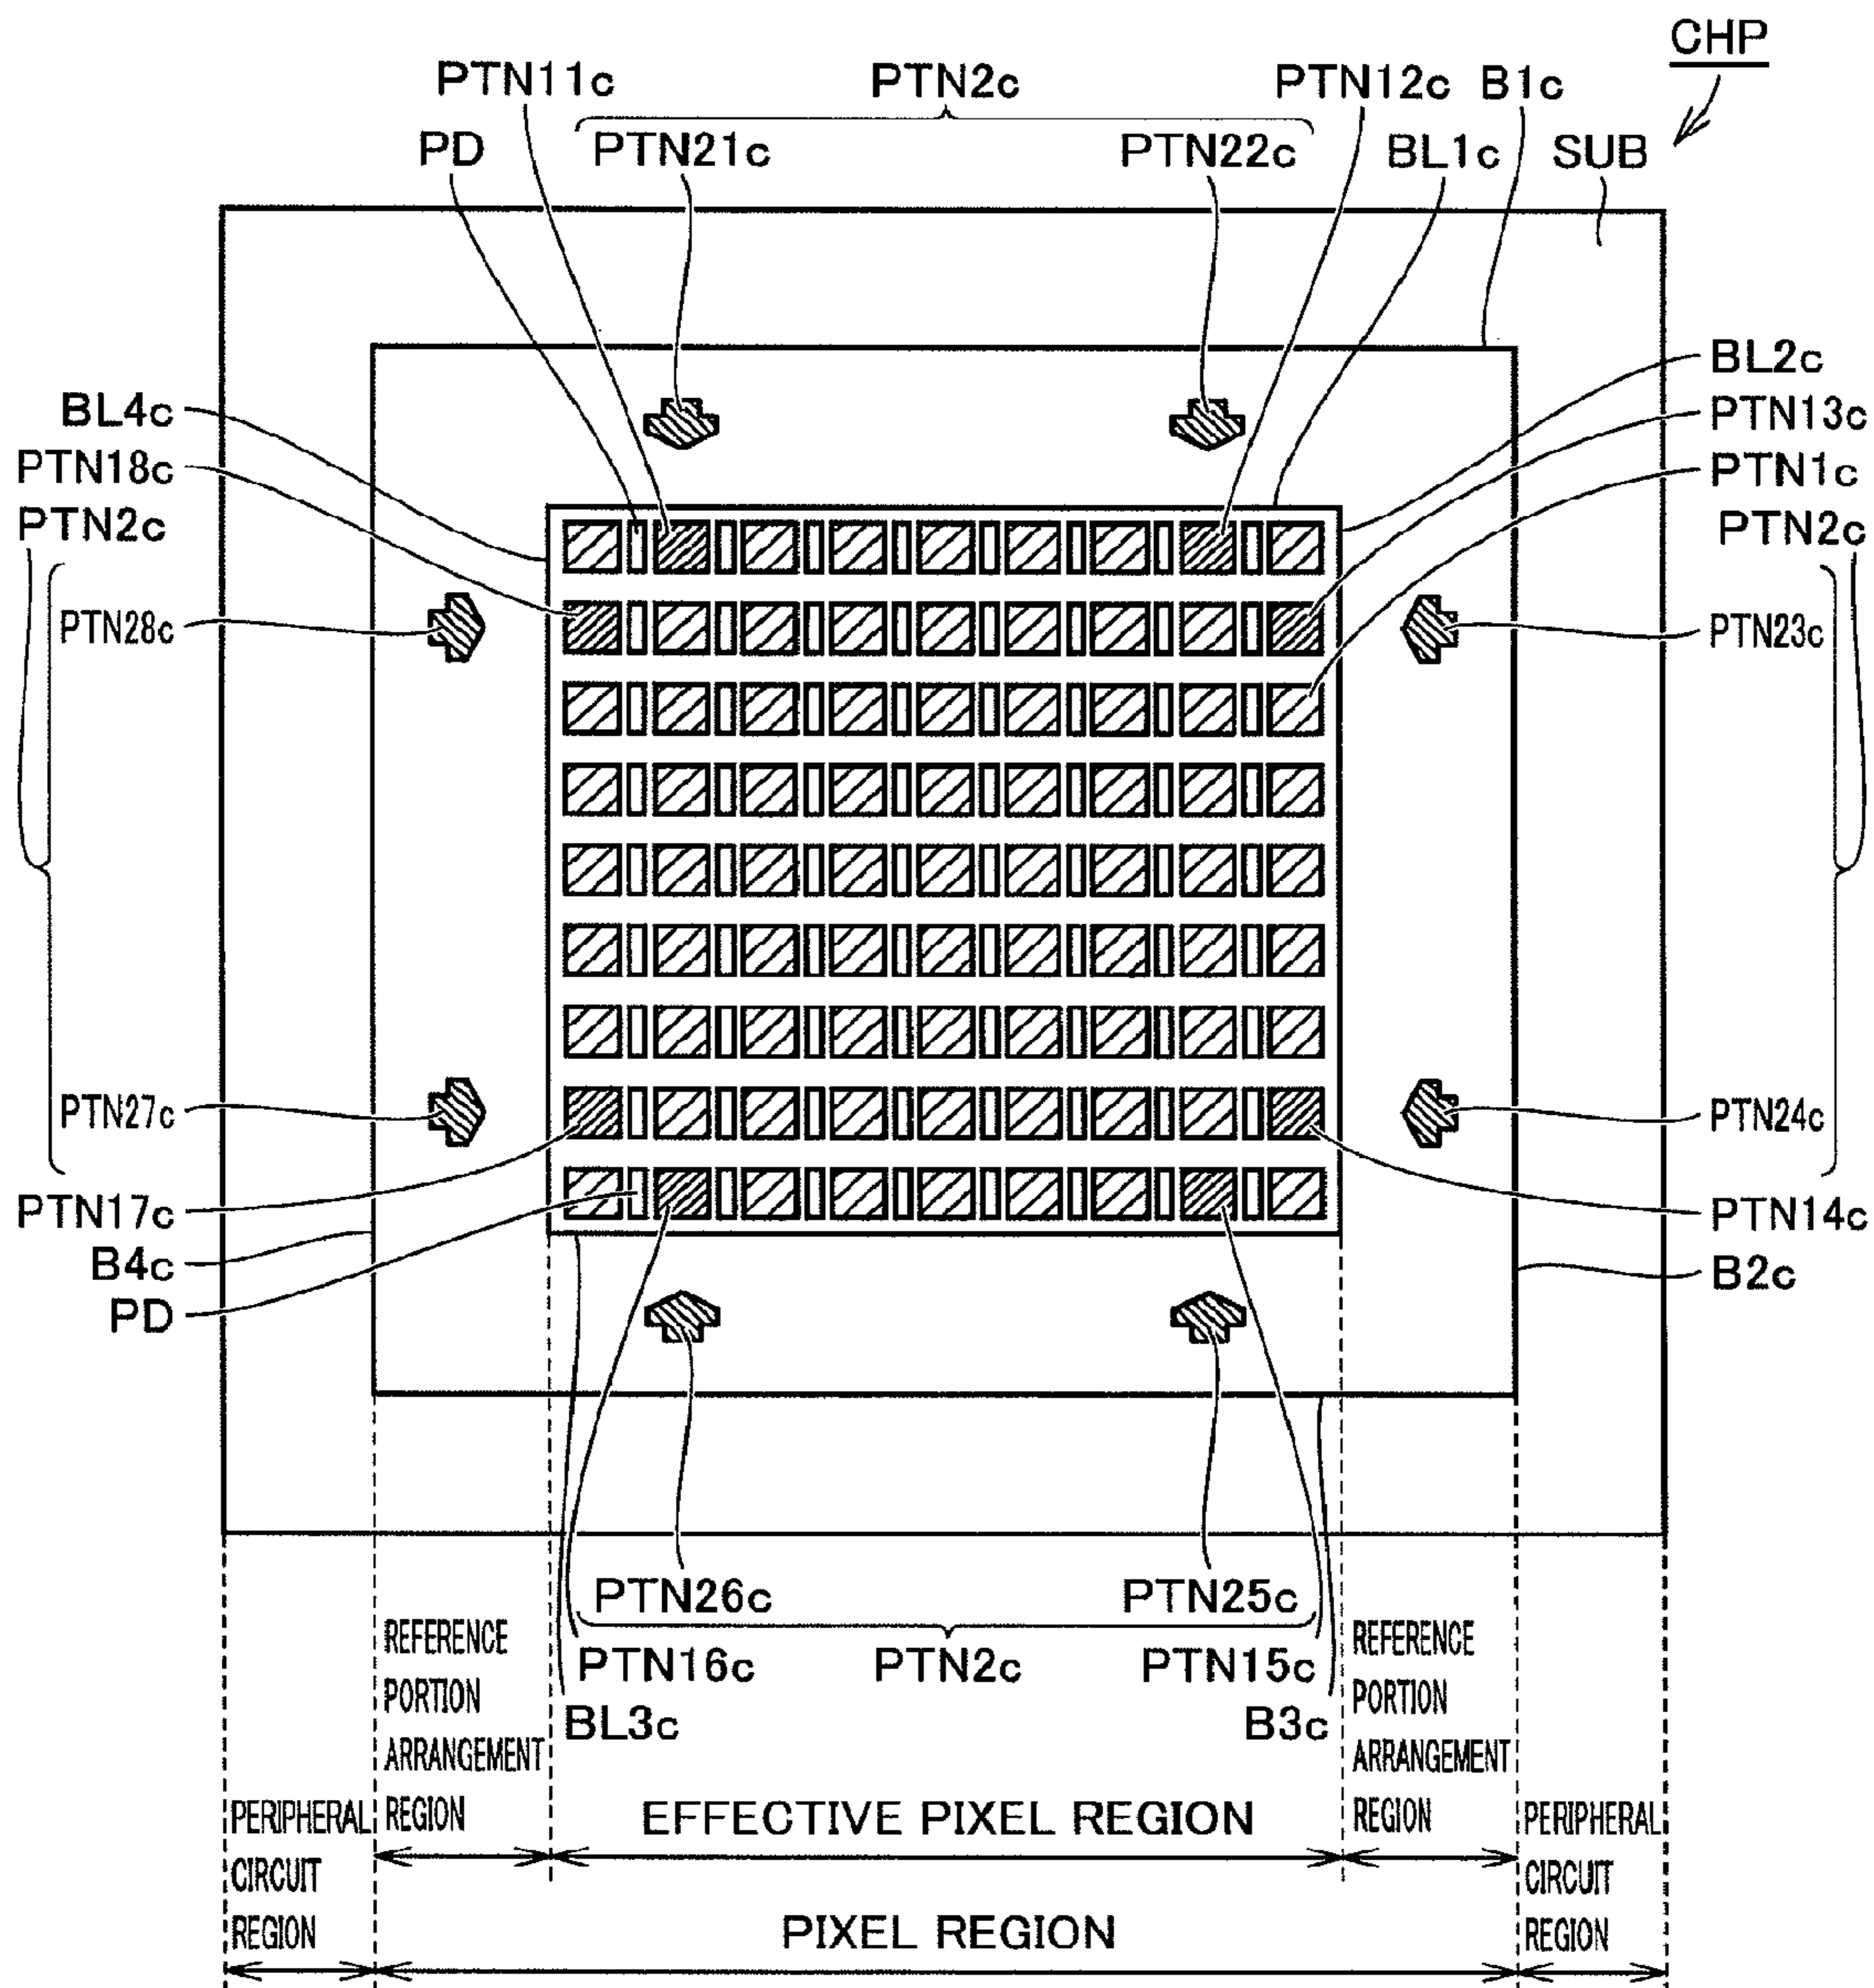 CHP
PTN11c PTN2c PTN12c B1c
PD PTN21c PTN22c BL1c SUB
BL4c
PTN18c
PTN2c
PTN28c
PTN27c
PTN17c
B4c
PD
BL2c
PTN13c
PTN1c
PTN2c
PTN23c
PTN24c
PTN14c
B2c
PTN26c PTN25c
PTN16c PTN2c PTN15c
BL3c B3c
REFERENCE
PORTION
ARRANGEMENT
REGION
REFERENCE
PORTION
ARRANGEMENT
REGION
EFFECTIVE PIXEL REGION
PERIPHERAL
CIRCUIT
REGION
PERIPHERAL
CIRCUIT
REGION
PIXEL REGION